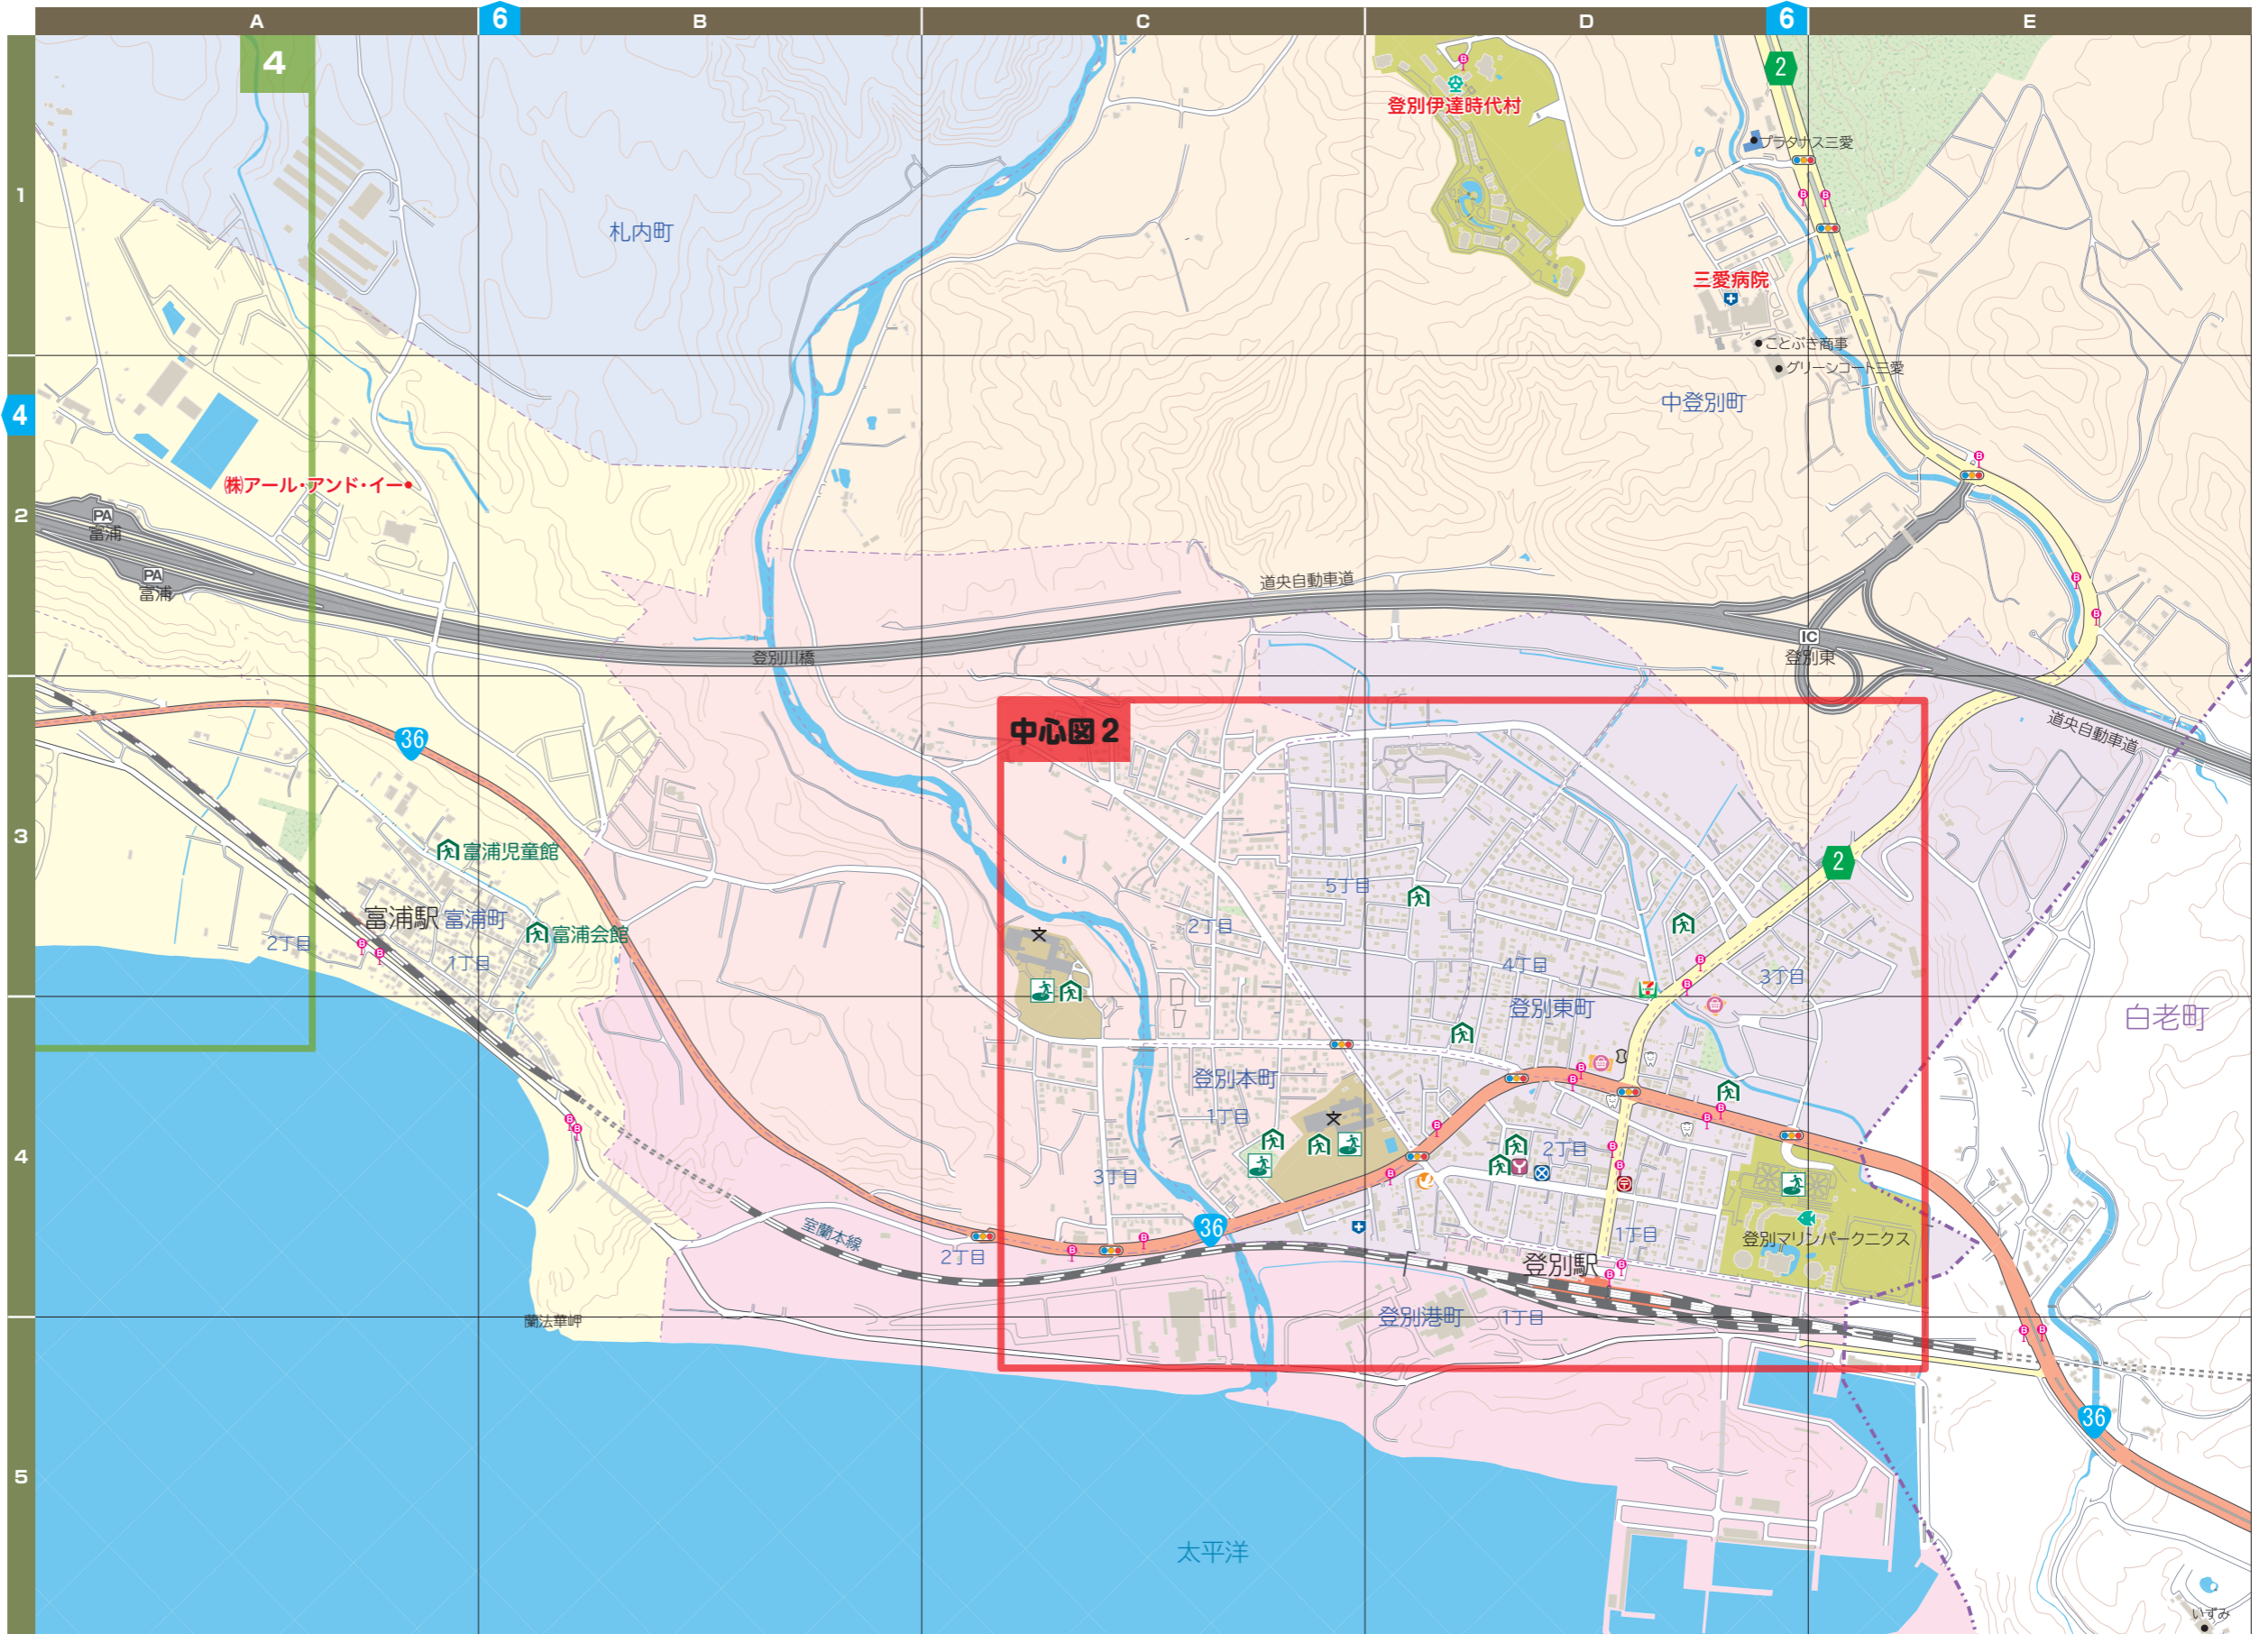 A
6
B
C
D
6
E
4
2
登別伊達時代村
プラタナス三愛
1
札内町
三愛病院
ことぶき商事
グリーンコート三愛
4
中登別町
㈱アール・アンド・イー
2
PA
富浦
PA
富浦
道央自動車道
IC
登別東
登別川橋
中心図2
36
道央自動車道
3
富浦児童館
2
5丁目
富浦駅
富浦町
富浦会館
2丁目
2丁目
1丁目
4丁目
3丁目
文
登別東町
白老町
登別本町
1丁目
文
4
2丁目
3丁目
36
室蘭本線
2丁目
1丁目
登別マリンパークニクス
登別駅
蘭法華岬
登別港町
1丁目
36
5
太平洋
いずみ